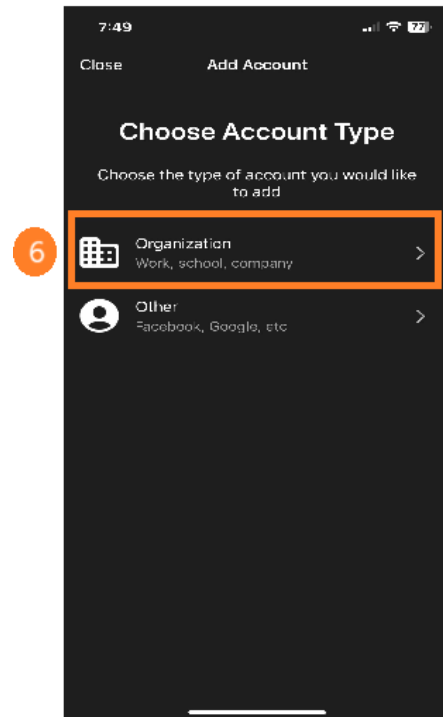 7:49
77
Close
Add Account
Choose Account Type
Choose the type of account you would like
to add
6
Organization
Work, school, company
Other
Facebook, Google, etc